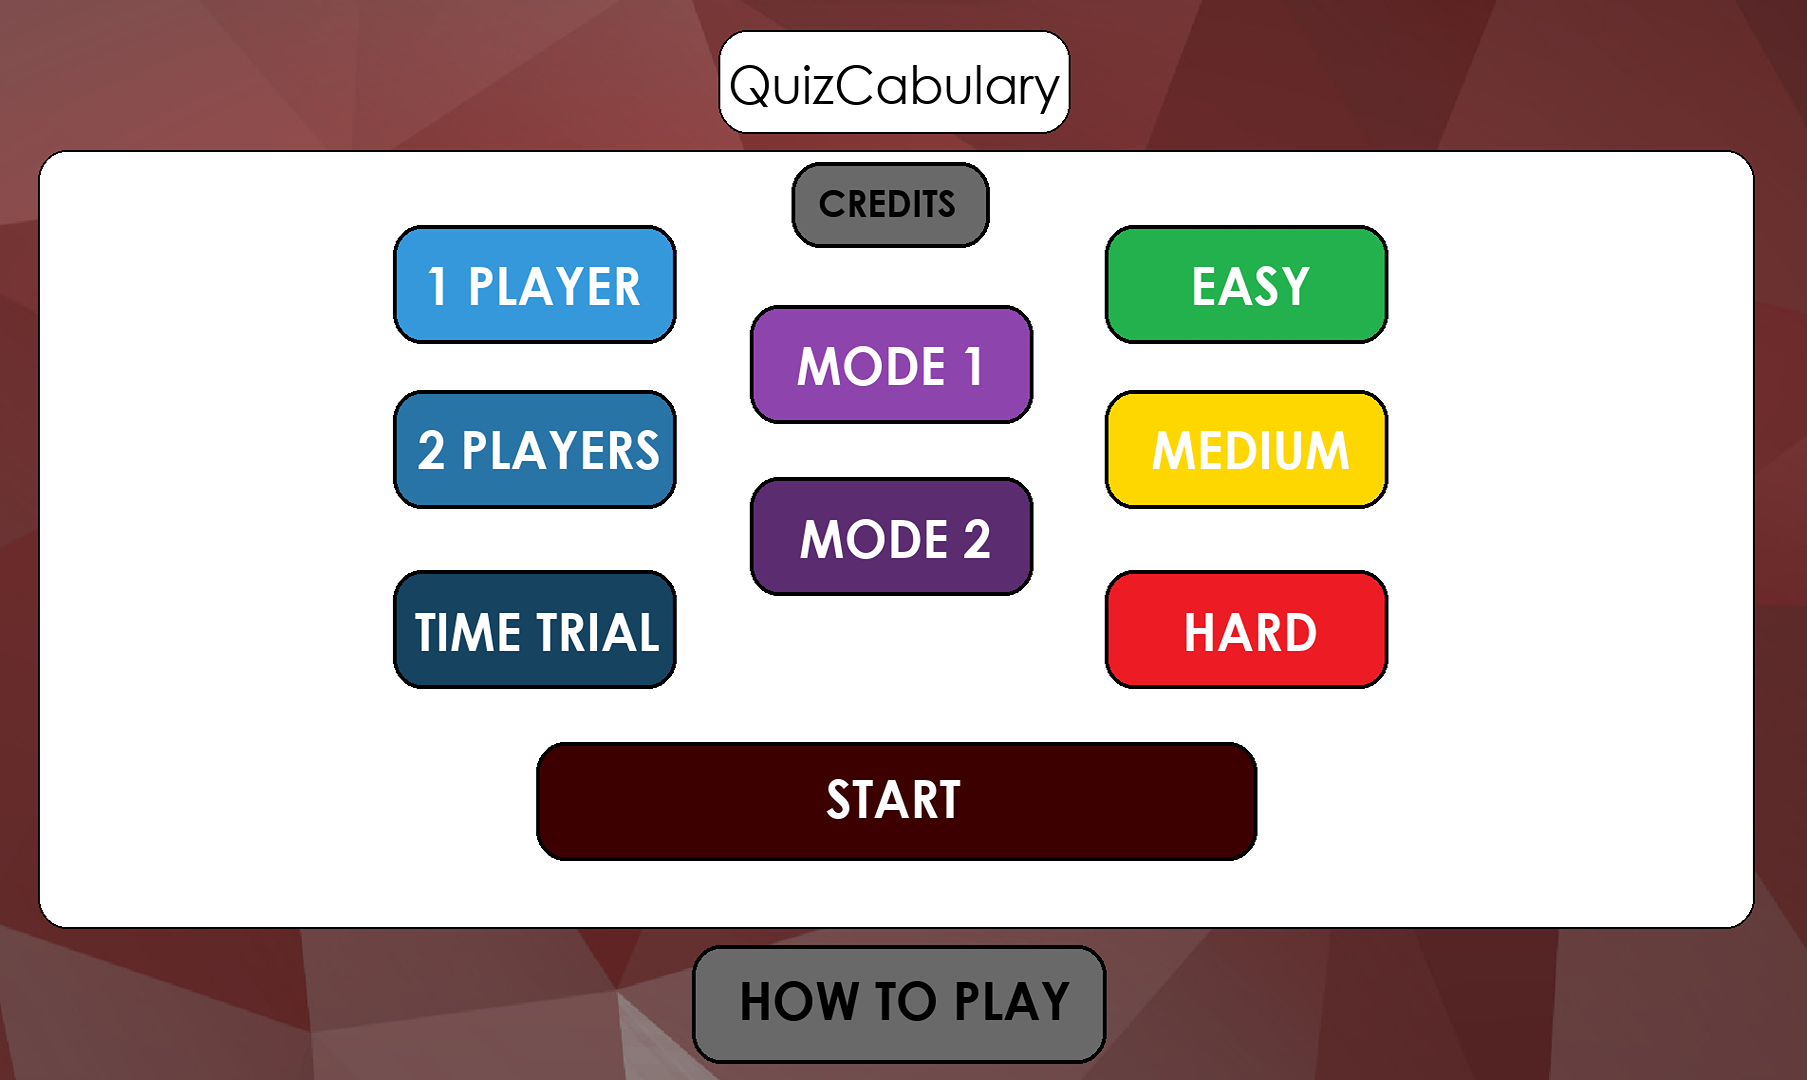 QuizCabulary
CREDITS
1 PLAYER
EASY
MODE 1
2 PLAYERS
MEDIUM
MODE 2
TIME TRIAL
HARD
START
HOW TO PLAY